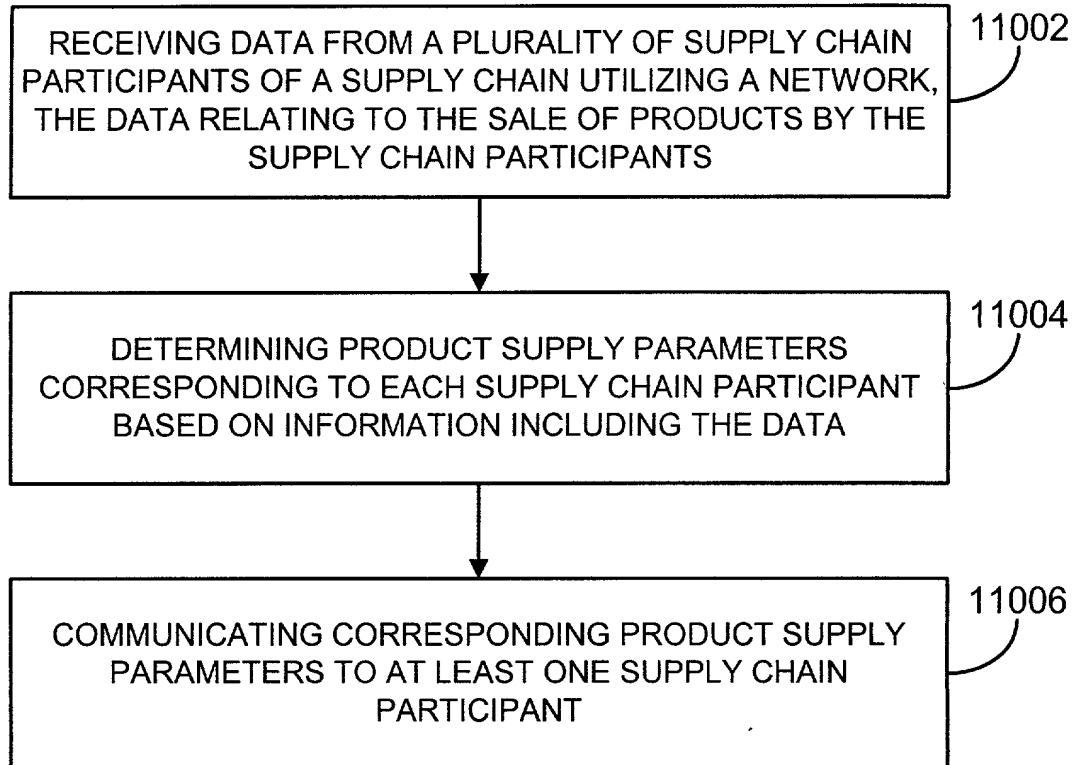 11002
RECEIVING DATA FROM A PLURALITY OF SUPPLY CHAIN
PARTICIPANTS OF A SUPPLY CHAIN UTILIZING A NETWORK,
THE DATA RELATING TO THE SALE OF PRODUCTS BY THE
SUPPLY CHAIN PARTICIPANTS
11004
DETERMINING PRODUCT SUPPLY PARAMETERS
CORRESPONDING TO EACH SUPPLY CHAIN PARTICIPANT
BASED ON INFORMATION INCLUDING THE DATA
11006
COMMUNICATING CORRESPONDING PRODUCT SUPPLY
PARAMETERS TO AT LEAST ONE SUPPLY CHAIN
PARTICIPANT